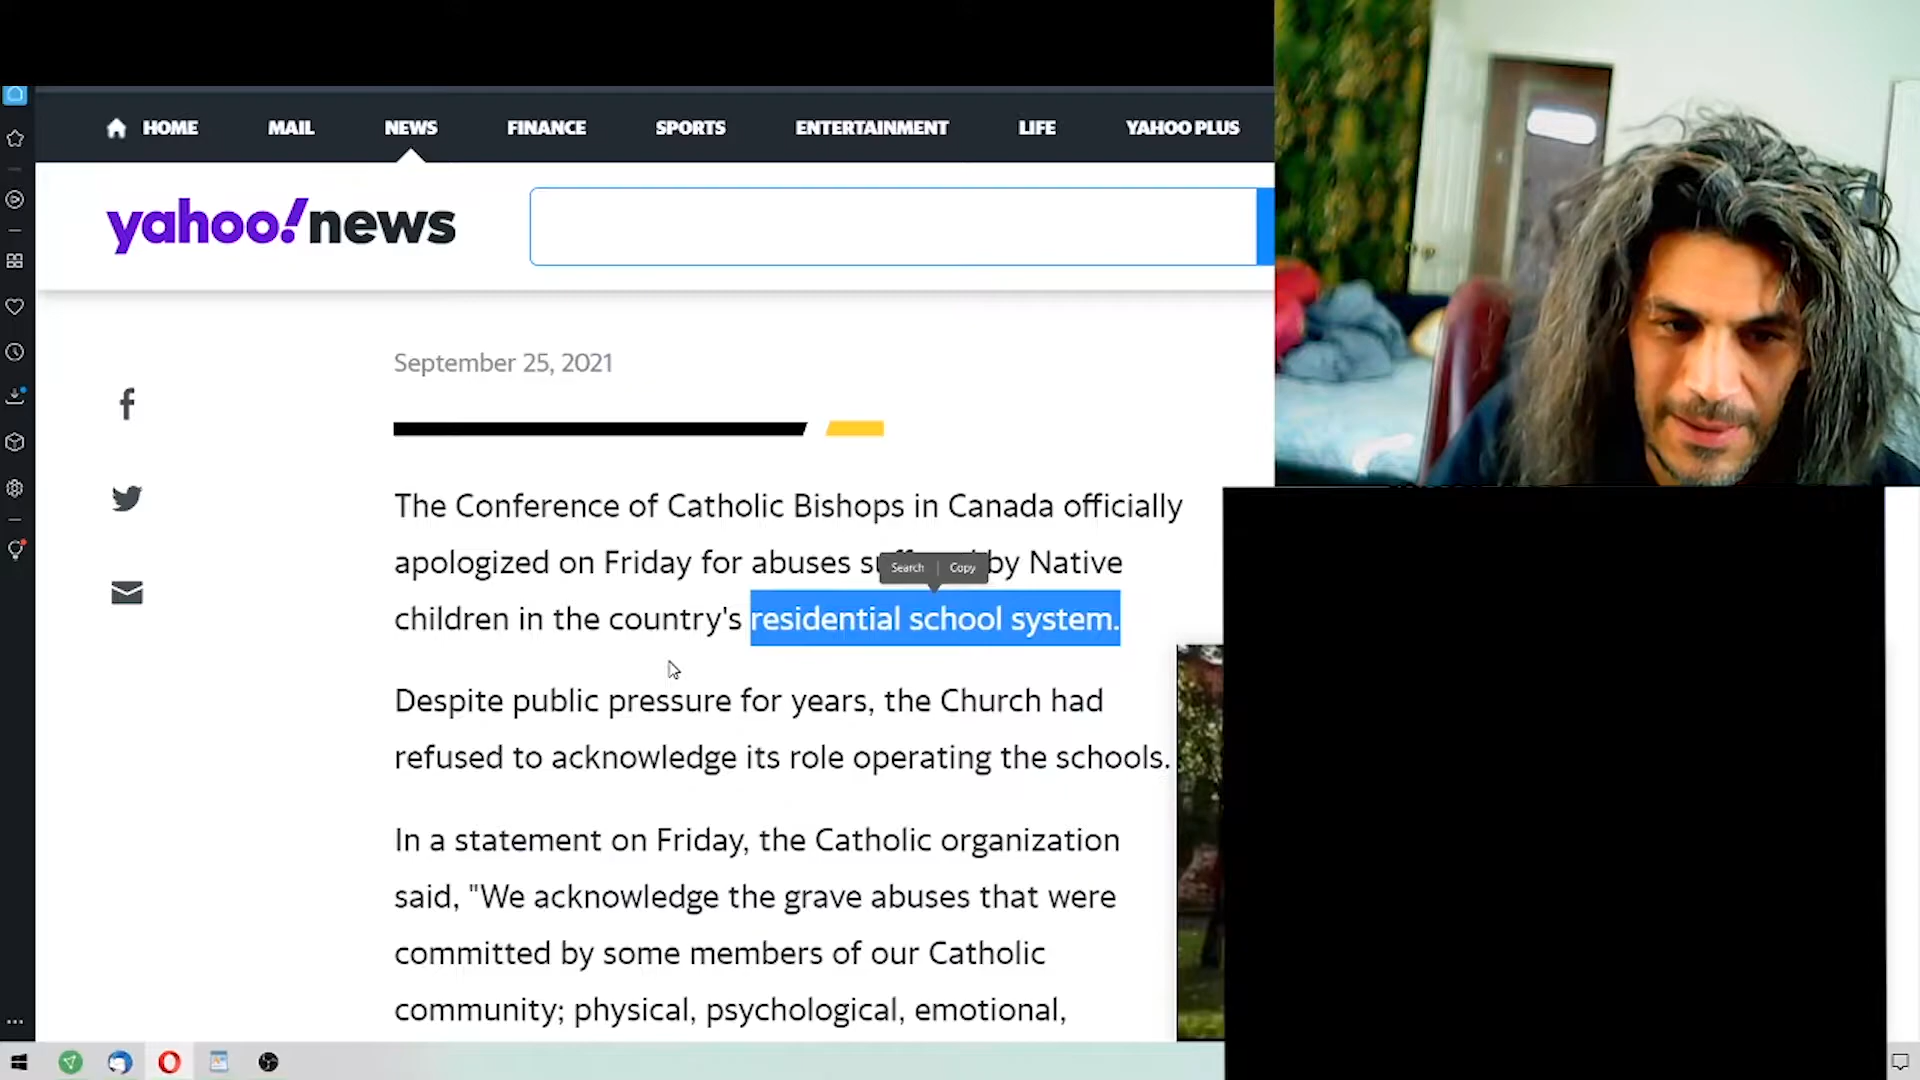 HOME MAIL NEWS FINANCE SPORTS ENTERTAINMENT LIFE YAHOO PLUS
yahoo!news
September 25, 2021
The Conference of Catholic Bishops in Canada officially
apologized on Friday for abuses by Native
Search Copy
children in the country's residential school system.
Despite public pressure for years, the Church had
refused to acknowledge its role operating the schools.
In a statement on Friday, the Catholic organization
said, "We acknowledge the grave abuses that were
committed by some members of our Catholic
community; physical, psychological, emotional,